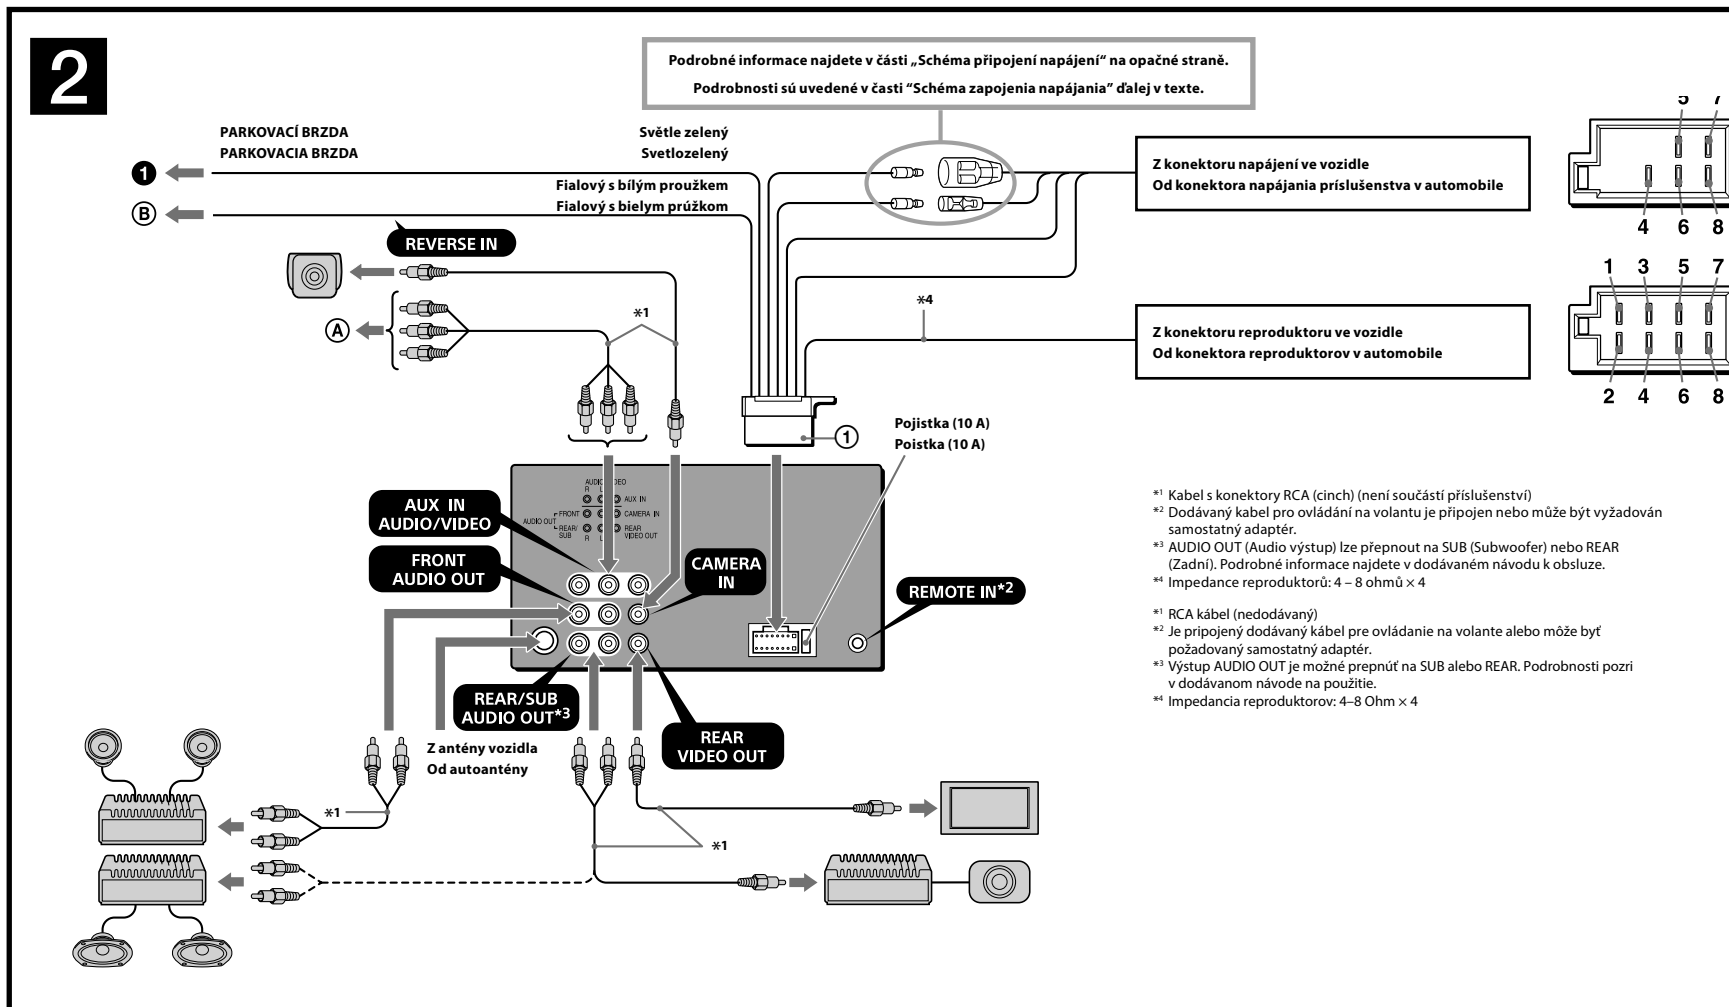 2
Podrobné informace najdete v části „Schéma připojení napájení“ na opačné straně.
Podrobnosti sú uvedené v časti “Schéma zapojenia napájania” ďalej v texte.
PARKOVACÍ BRZDA
PARKOVACIA BRZDA
Světle zelený
Svetlozelený
1
Fialový s bílým proužkem
Fialový s bielym prúžkom
B
REVERSE IN
Z konektoru napájení ve vozidle
Od konektora napájania príslušenstva v automobile
5 7
4 6 8
A
*1
*4
Z konektoru reproduktoru ve vozidle
Od konektora reproduktorov v automobile
1 3 5 7
2 4 6 8
1
Pojistka (10 A)
Poistka (10 A)
AUX IN
AUDIO/VIDEO
FRONT
AUDIO OUT
R
AUX IN
AUDIO OUT
FRONT
CAMERA IN
REAR/
SUB
REAR
VIDEO OUT
R
CAMERA
IN
REMOTE IN*2
REAR/SUB
AUDIO OUT*3
REAR
VIDEO OUT
Z antény vozidla
Od autoantény
*1
*1
*1 Kabel s konektory RCA (cinch) (není součástí příslušenství)
*2 Dodávaný kabel pro ovládání na volantu je připojen nebo může být vyžadován
samostatný adaptér.
*3 AUDIO OUT (Audio výstup) lze přepnout na SUB (Subwoofer) nebo REAR
(Zadní). Podrobné informace najdete v dodávaném návodu k obsluze.
*4 Impedance reproduktorů: 4 – 8 ohmů × 4
*1 RCA kábel (nedodávaný)
*2 Je pripojený dodávaný kábel pre ovládanie na volante alebo môže byť
požadovaný samostatný adaptér.
*3 Výstup AUDIO OUT je možné prepnúť na SUB alebo REAR. Podrobnosti pozri
v dodávanom návode na použitie.
*4 Impedancia reproduktorov: 4–8 Ohm × 4